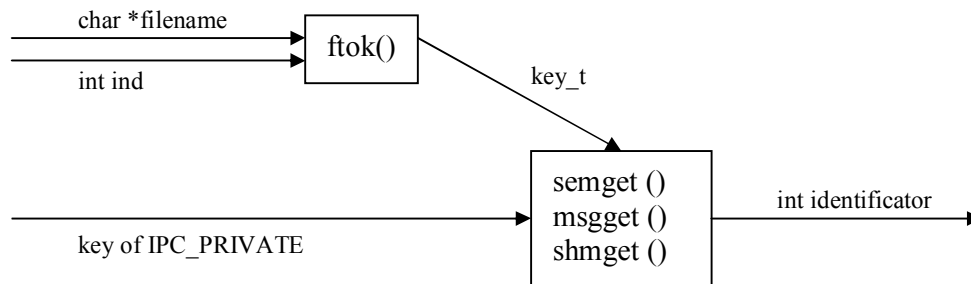 char *filename
ftok()
int ind
key_t
semget ()
msgget ()
shmget ()
int identificator
key of IPC_PRIVATE